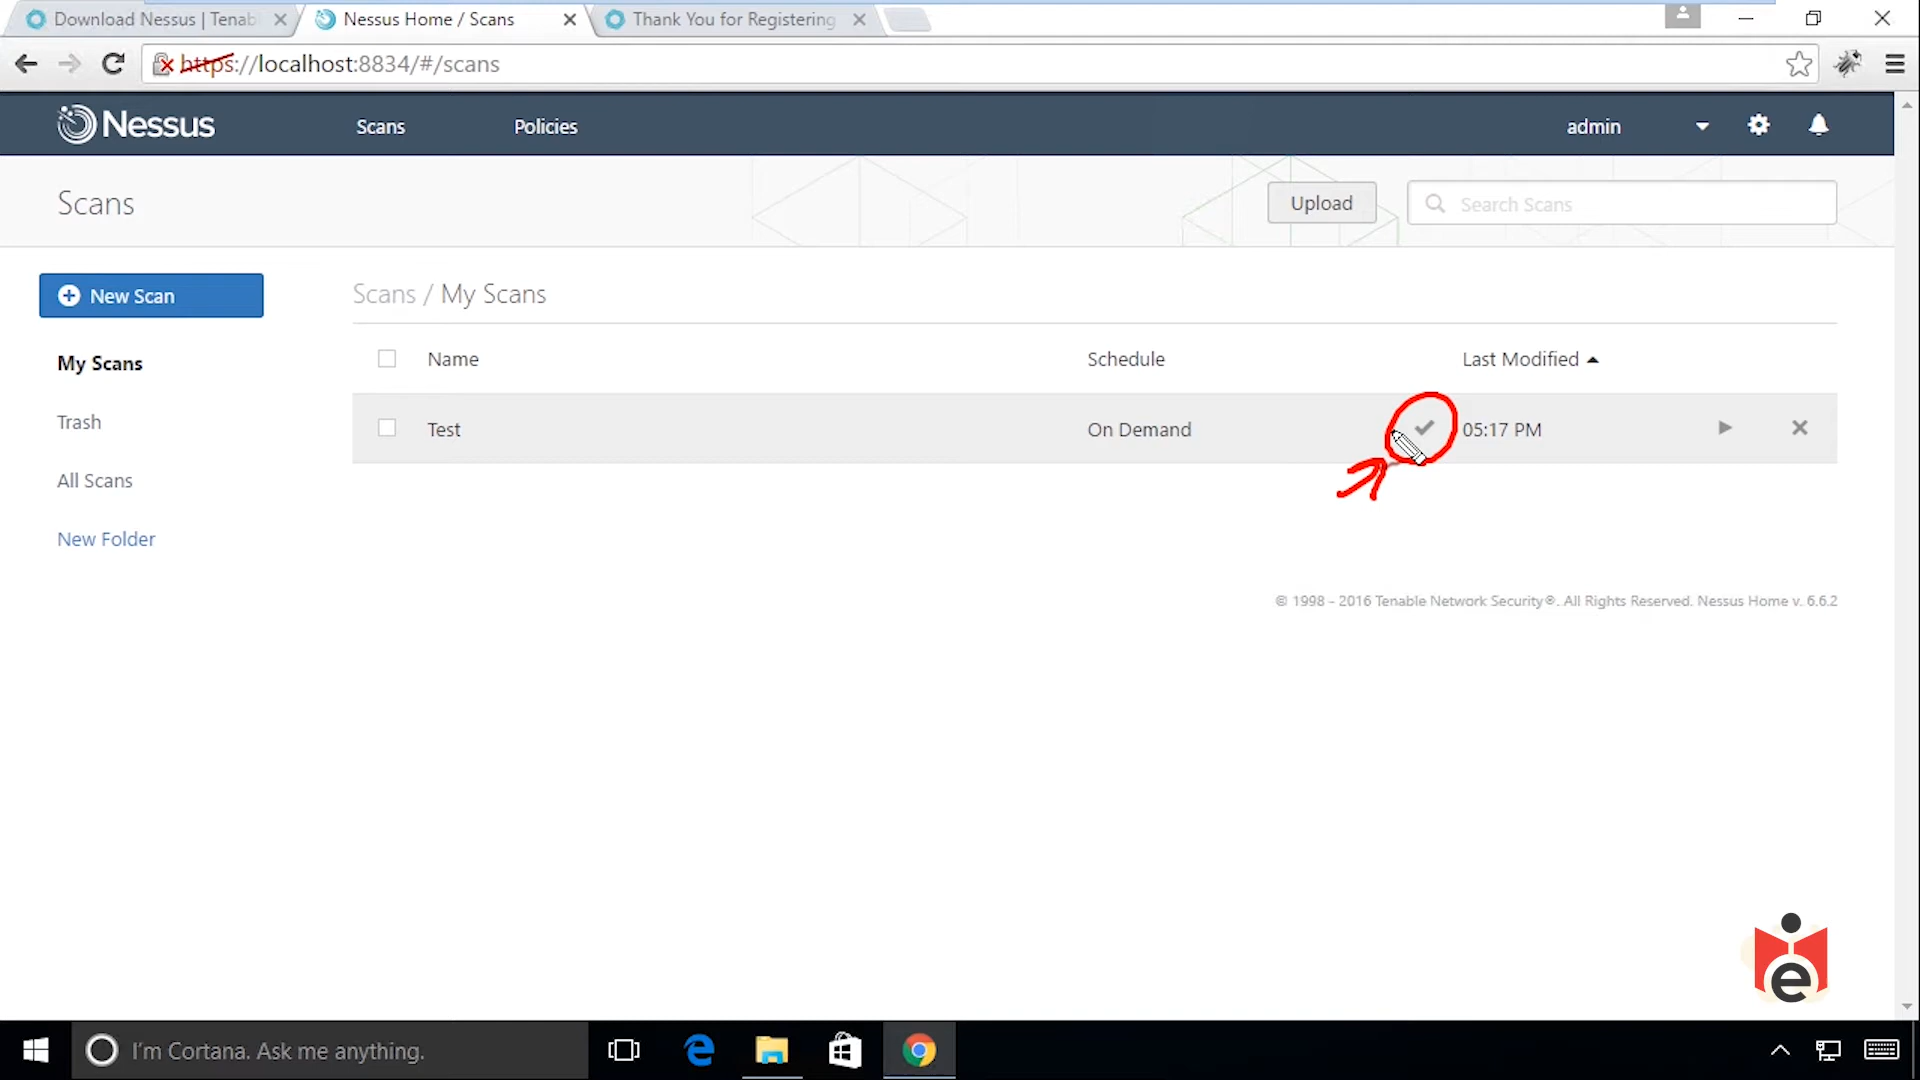 Download Nessus | Tenab
Nessus Home / Scans
Thank You for Registering
https://localhost:8834/#/scans
Nessus
Scans
Policies
admin
Scans
Upload
Search Scans
New Scan
Scans / My Scans
My Scans
Name
Schedule
Last Modified
Trash
Test
On Demand
05:17 PM
All Scans
New Folder
© 1998 - 2016 Tenable Network Security®. All Rights Reserved. Nessus Home v. 6.6.2
e
I'm Cortana. Ask me anything.